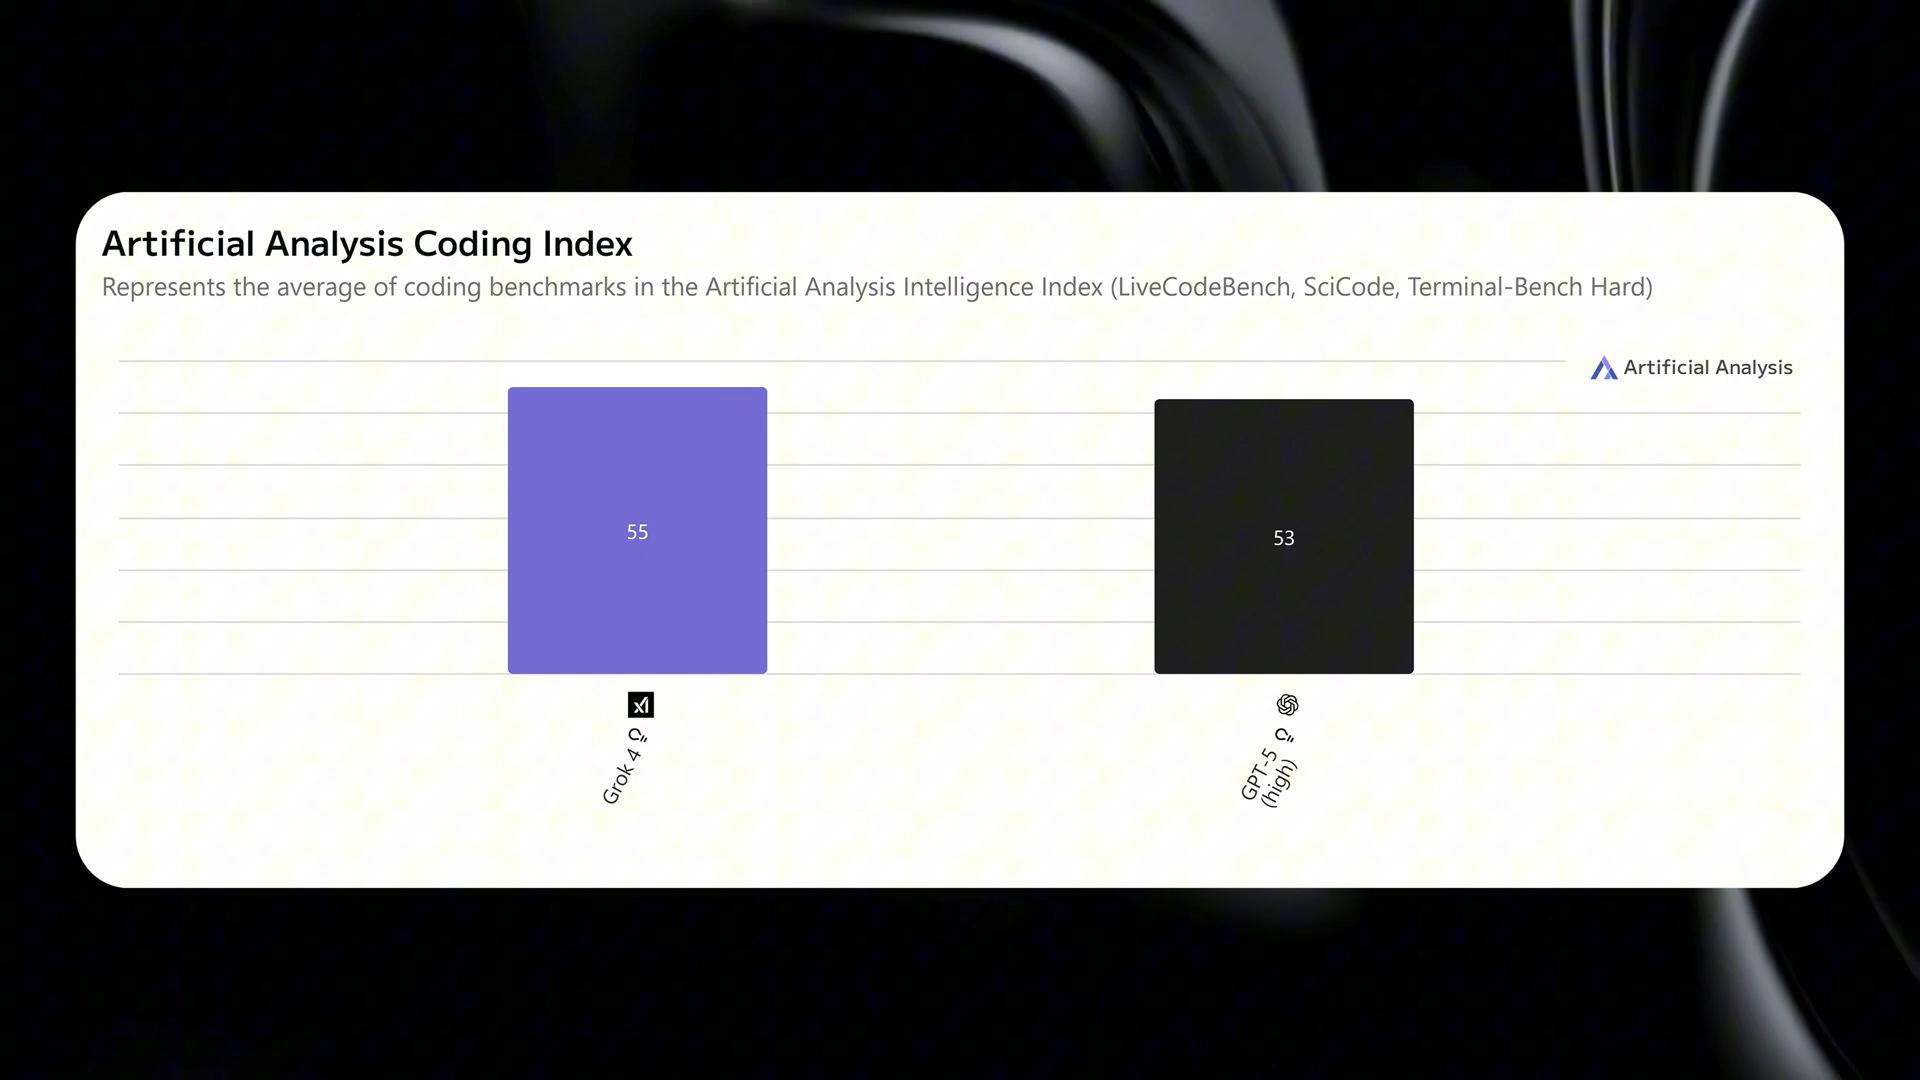 Artificial Analysis Coding Index
Represents the average of coding benchmarks in the Artificial Analysis Intelligence Index (LiveCodeBench, SciCode, Terminal-Bench Hard)
Artificial Analysis
55
53
Grok 4
GPT-5
(high)